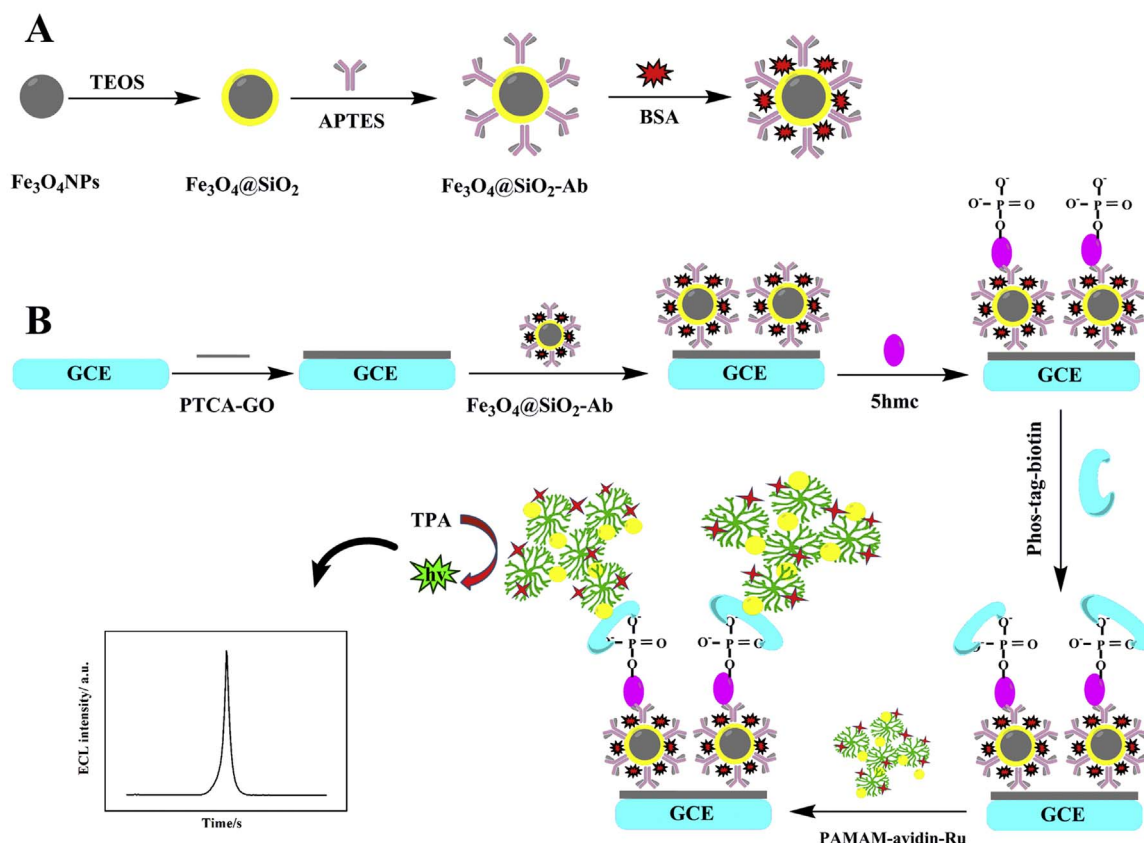 A
TEOS
APTES
BSA
Fe₃O₄NPs
Fe₃O₄@SiO₂
Fe₃O₄@SiO₂-Ab
O⁻ O⁻
O⁻-P=O O⁻-P=O
O O
B
GCE
PTCA-GO
GCE
Fe₃O₄@SiO₂-Ab
GCE
5hmc
GCE
Phos-tag-biotin
TPA
hv
O⁻ O⁻
O⁻-P=O O⁻-P=O
O O
GCE
PAMAM-avidin-Ru
O⁻ O⁻
O⁻-P=O O⁻-P=O
O O
GCE
ECL intensity/ a.u.
Time/s